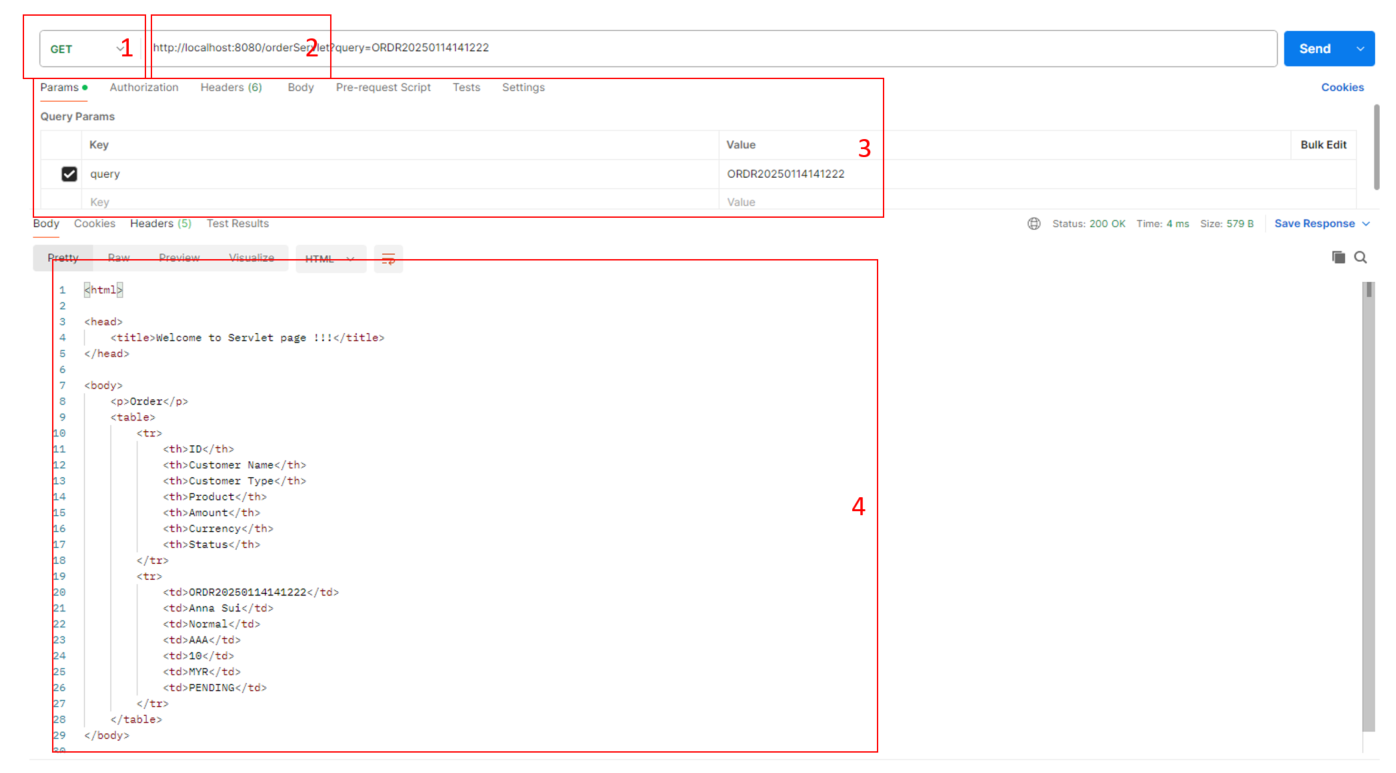 GET 1 http://localhost:8080/orderServlet?query=ORDR20250114141222 2 Send
Params Authorization Headers (6) Body Pre-request Script Tests Settings Cookies
Query Params
Key Value 3 Bulk Edit
query ORDR20250114141222
Key Value
Body Cookies Headers (5) Test Results Status: 200 OK Time: 4 ms Size: 579 B Save Response
Pretty Raw Preview Visualize HTML
1 <html>
2
3 <head>
4 <title>Welcome to Servlet page !!!</title>
5 </head>
6
7 <body>
8 <p>Order</p>
9 <table>
10 <tr>
11 <th>ID</th>
12 <th>Customer Name</th>
13 <th>Customer Type</th>
14 <th>Product</th>
4
15 <th>Amount</th>
16 <th>Currency</th>
17 <th>Status</th>
18 </tr>
19 <tr>
20 <td>ORDR20250114141222</td>
21 <td>Anna Sui</td>
22 <td>Normal</td>
23 <td>AAA</td>
24 <td>10</td>
25 <td>MYR</td>
26 <td>PENDING</td>
27 </tr>
28 </table>
29 </body>
30